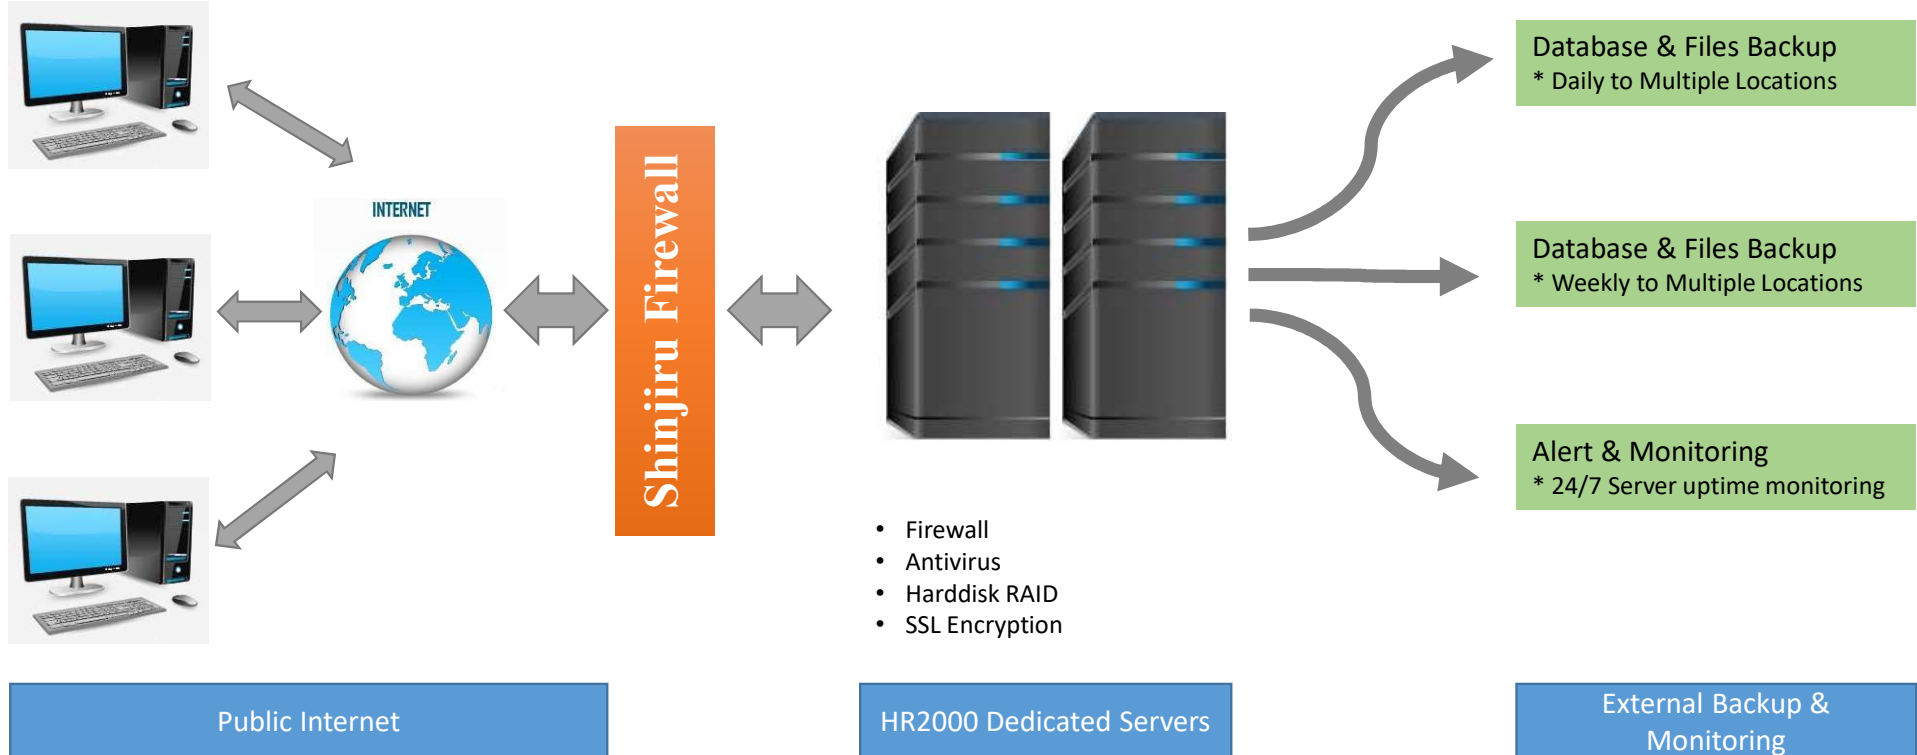 INTERNET
Shinjiru Firewall
• Firewall
• Antivirus
• Harddisk RAID
• SSL Encryption
Database & Files Backup
* Daily to Multiple Locations
Database & Files Backup
* Weekly to Multiple Locations
Alert & Monitoring
* 24/7 Server uptime monitoring
Public Internet
HR2000 Dedicated Servers
External Backup &
Monitoring